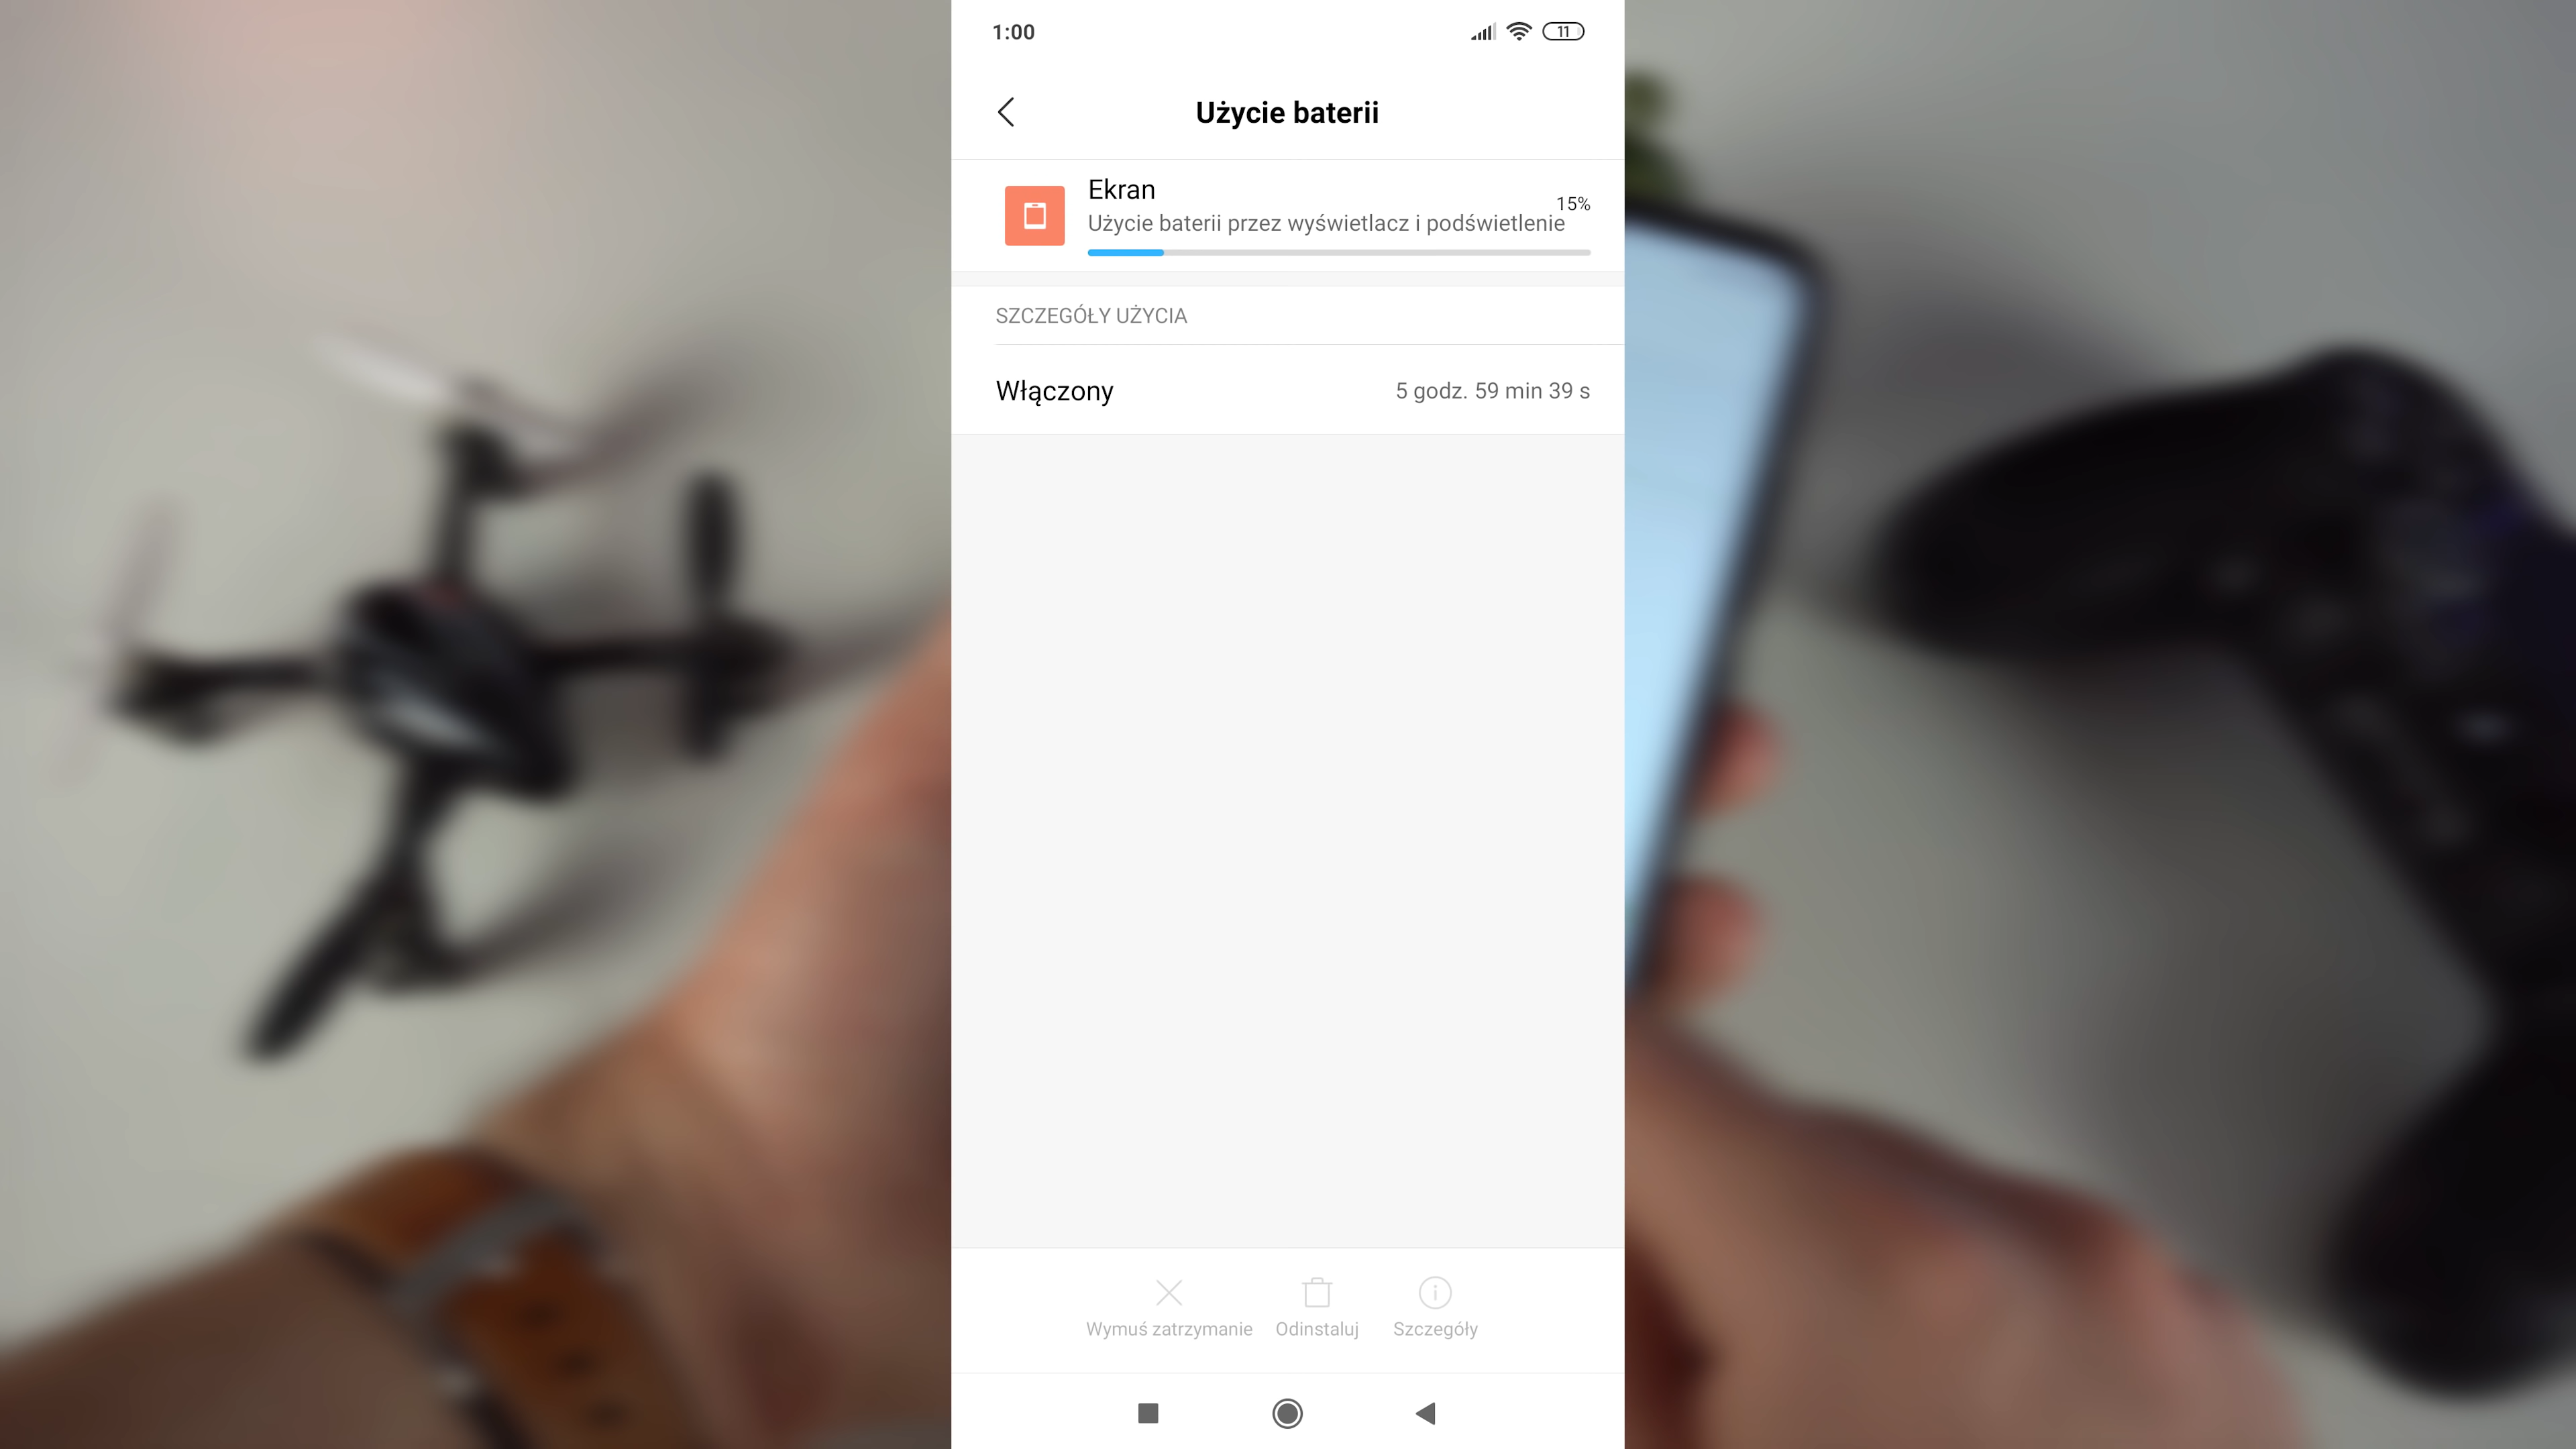 1:00
11
Użycie baterii
Ekran
15%
Użycie baterii przez wyświetlacz i podświetlenie
SZCZEGÓŁY UŻYCIA
Włączony
5 godz. 59 min 39 s
Wymuś zatrzymanie
Odinstaluj
Szczegóły